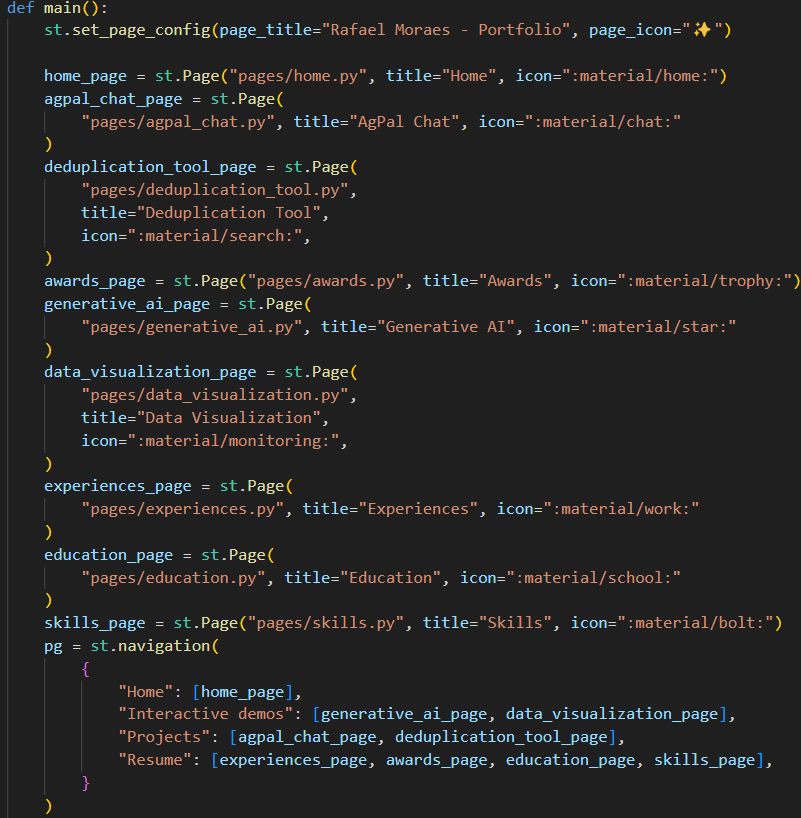 def main():
    st.set_page_config(page_title="Rafael Moraes - Portfolio", page_icon="✨")

    home_page = st.Page("pages/home.py", title="Home", icon=":material/home:")
    agpal_chat_page = st.Page(
        "pages/agpal_chat.py", title="AgPal Chat", icon=":material/chat:"
    )
    deduplication_tool_page = st.Page(
        "pages/deduplication_tool.py",
        title="Deduplication Tool",
        icon=":material/search:",
    )
    awards_page = st.Page("pages/awards.py", title="Awards", icon=":material/trophy:")
    generative_ai_page = st.Page(
        "pages/generative_ai.py", title="Generative AI", icon=":material/star:"
    )
    data_visualization_page = st.Page(
        "pages/data_visualization.py",
        title="Data Visualization",
        icon=":material/monitoring:",
    )
    experiences_page = st.Page(
        "pages/experiences.py", title="Experiences", icon=":material/work:"
    )
    education_page = st.Page(
        "pages/education.py", title="Education", icon=":material/school:"
    )
    skills_page = st.Page("pages/skills.py", title="Skills", icon=":material/bolt:")
    pg = st.navigation(
        {
            "Home": [home_page],
            "Interactive demos": [generative_ai_page, data_visualization_page],
            "Projects": [agpal_chat_page, deduplication_tool_page],
            "Resume": [experiences_page, awards_page, education_page, skills_page],
        }
    )